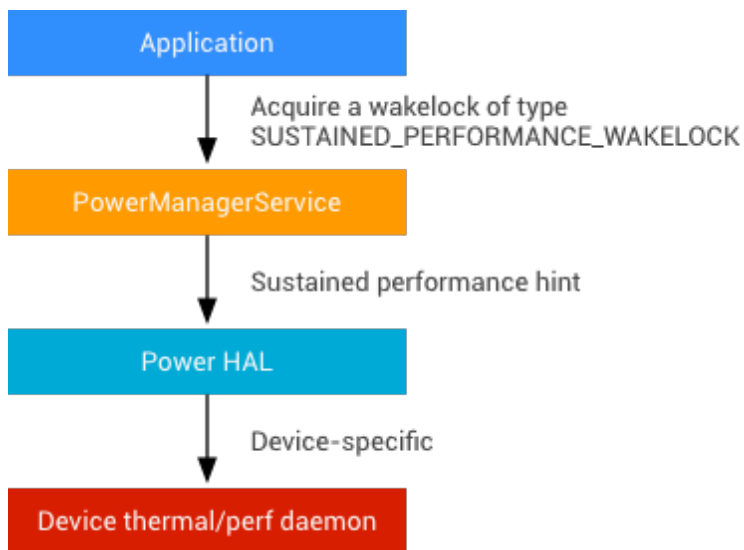 Application
Acquire a wakelock of type
SUSTAINED_PERFORMANCE_WAKELOCK
PowerManagerService
Sustained performance hint
Power HAL
Device-specific
Device thermal/perf daemon